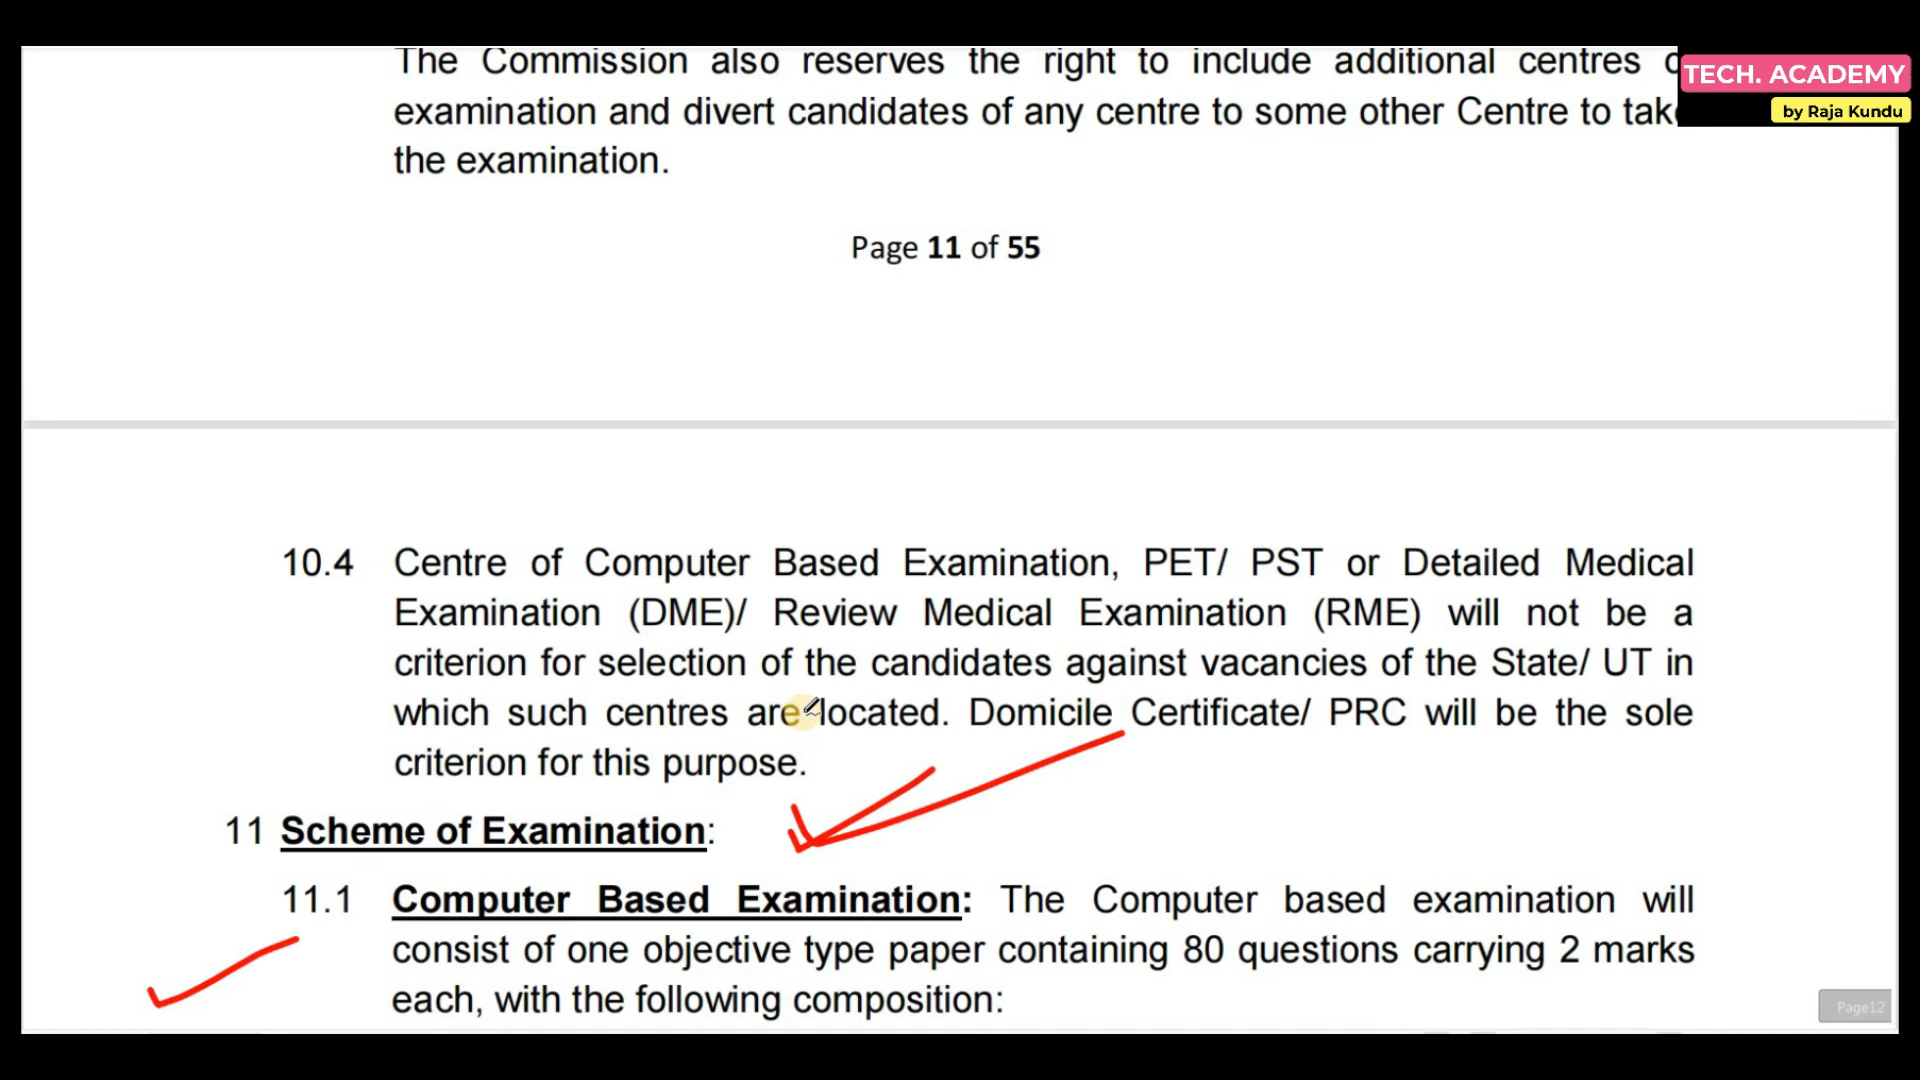 The Commission also reserves the right to include additional centres
TECH. ACADEMY
examination and divert candidates of any centre to some other Centre to
by Raja Kundu
the examination.
Page 11 of 55
10.4 Centre of Computer Based Examination, PET/ PST or Detailed Medical
Examination (DME)/ Review Medical Examination (RME) will not be a
criterion for selection of the candidates against vacancies of the State/ UT in
which such centres are located. Domicile Certificate/ PRC will be the sole
criterion for this purpose.
11 Scheme of Examination:
11.1 Computer Based Examination: The Computer based examination will
consist of one objective type paper containing 80 questions carrying 2 marks
each, with the following composition:
Page12